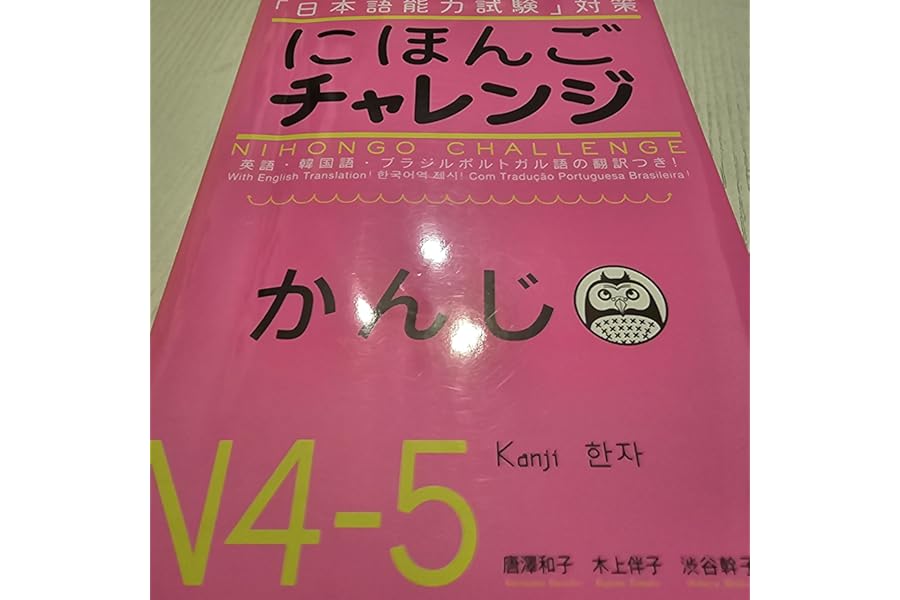 「日本語能力試験」対策
にほんご
チャレンジ
NIHONGO CHALLENGE
英語・韓国語・ブラジルポルトガル語の翻訳つき!
With English Translation! 한국어역 제시! Com Tradução Portuguesa Brasileira!
かんじ
Kanji 한자
V4-5
唐澤和子 木上伴子 渋谷幹子